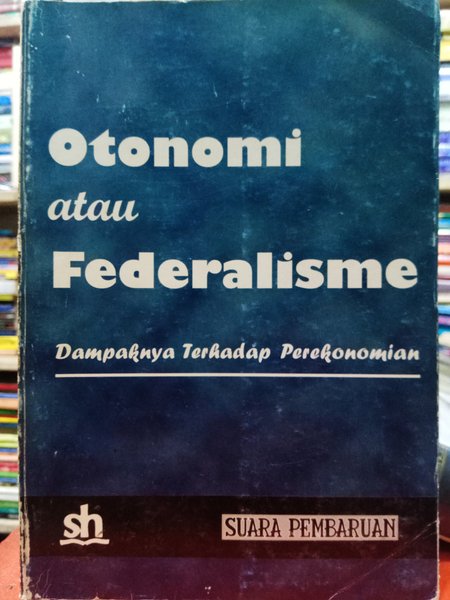 Otonomi
atau
Federalisme
Dampaknya Terhadap Perekonomian
sh
SUARA PEMBARUAN